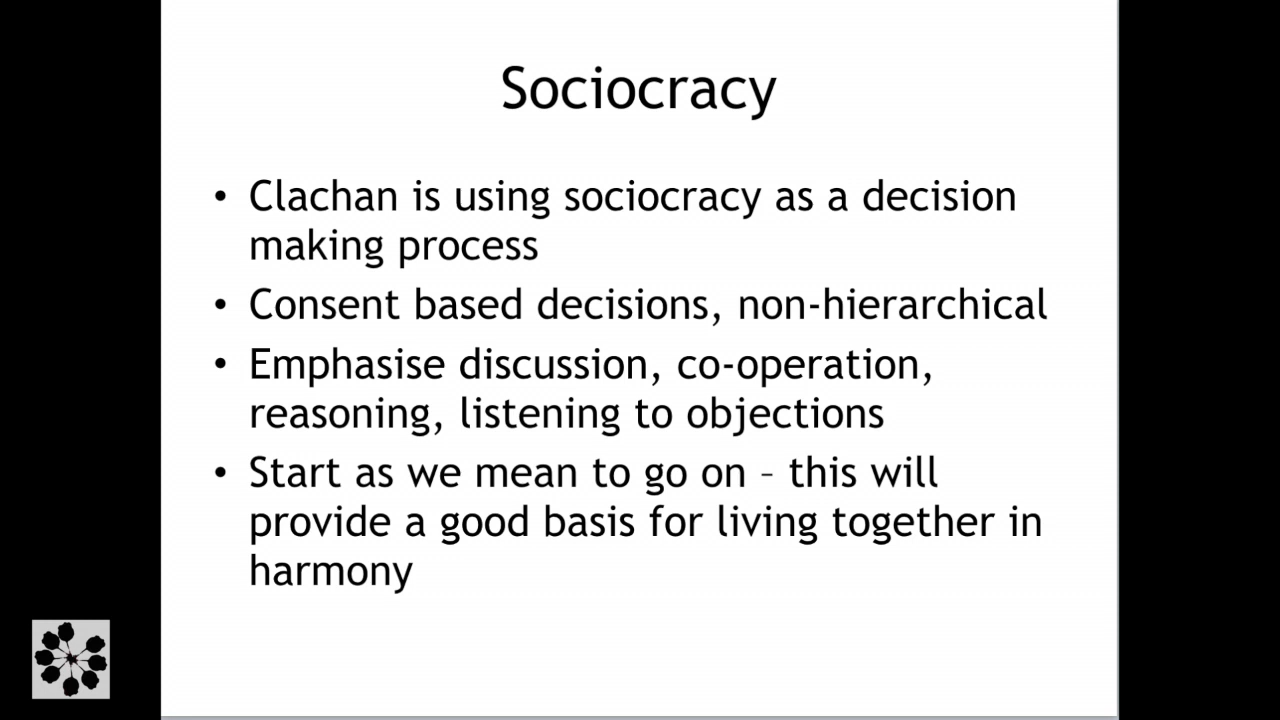 Sociocracy
• Clachan is using sociocracy as a decision
making process
• Consent based decisions, non-hierarchical
• Emphasise discussion, co-operation,
reasoning, listening to objections
• Start as we mean to go on – this will
provide a good basis for living together in
harmony